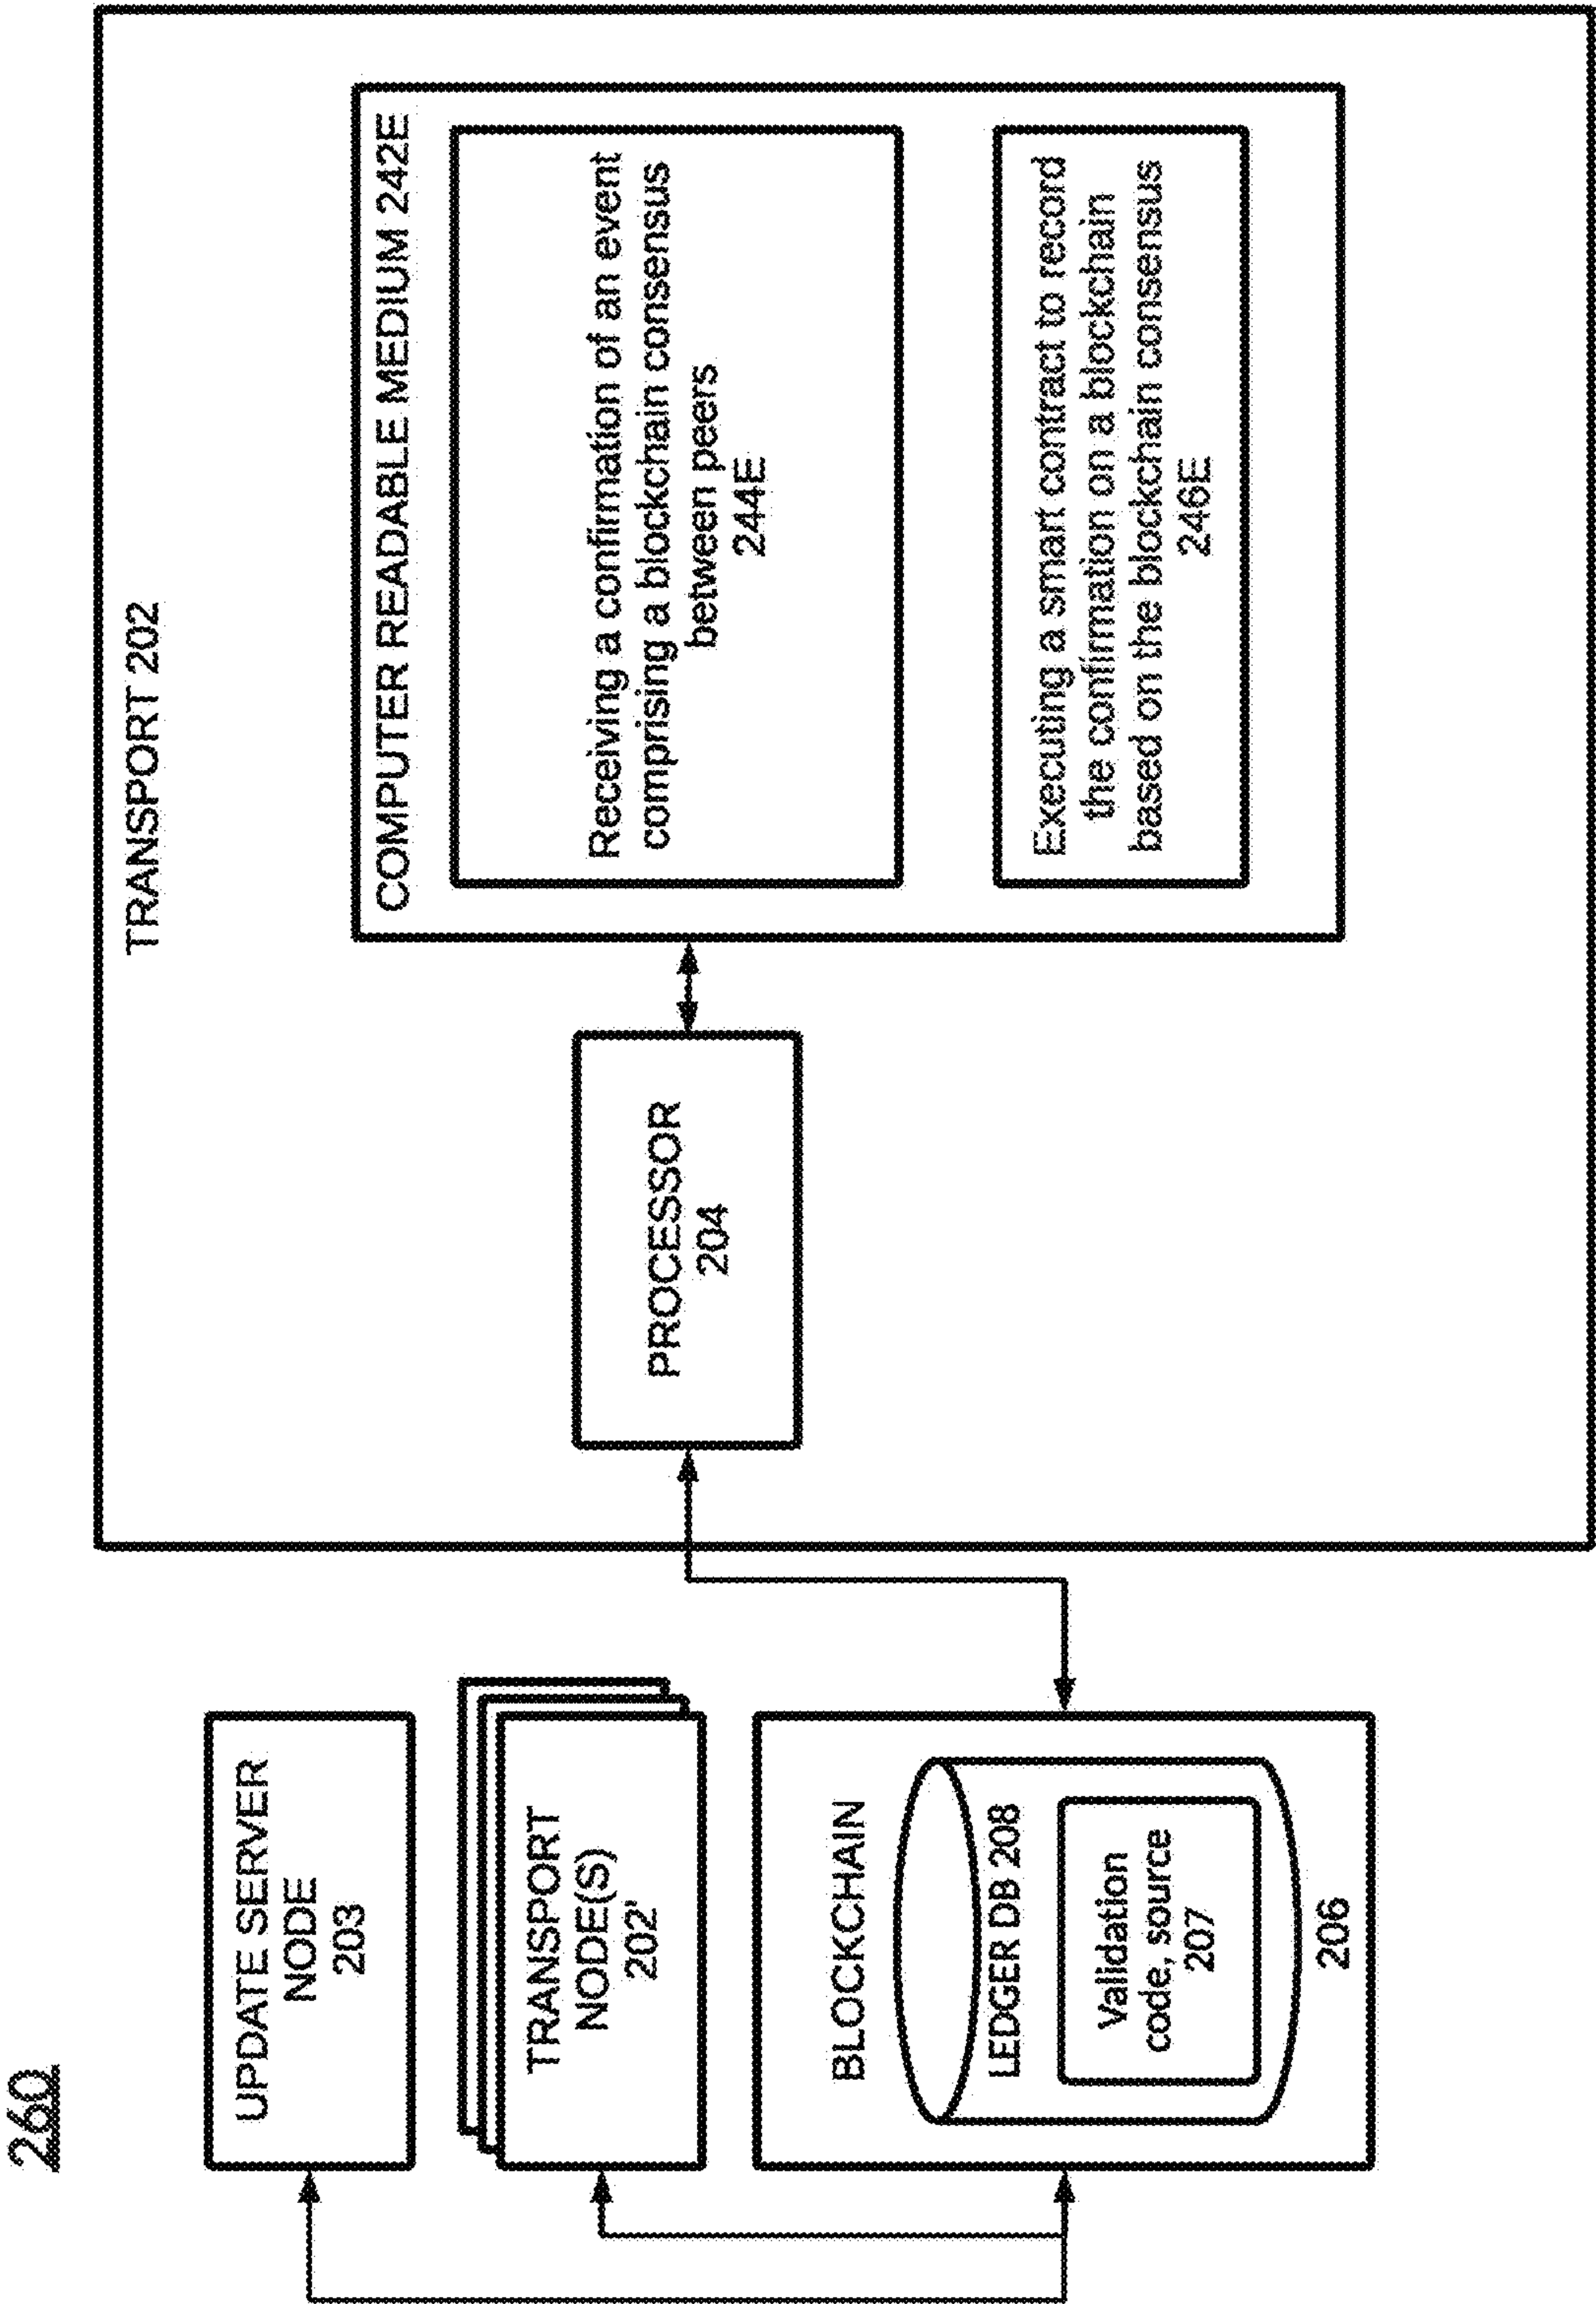 260
UPDATE SERVER
NODE
203
TRANSPORT
NODE(S)
202'
BLOCKCHAIN
LEDGER DB 208
Validation
code, source
207
206
TRANSPORT 202
PROCESSOR
204
COMPUTER READABLE MEDIUM 242E
Receiving a confirmation of an event
comprising a blockchain consensus
between peers
244E
Executing a smart contract to record
the confirmation on a blockchain
based on the blockchain consensus
246E